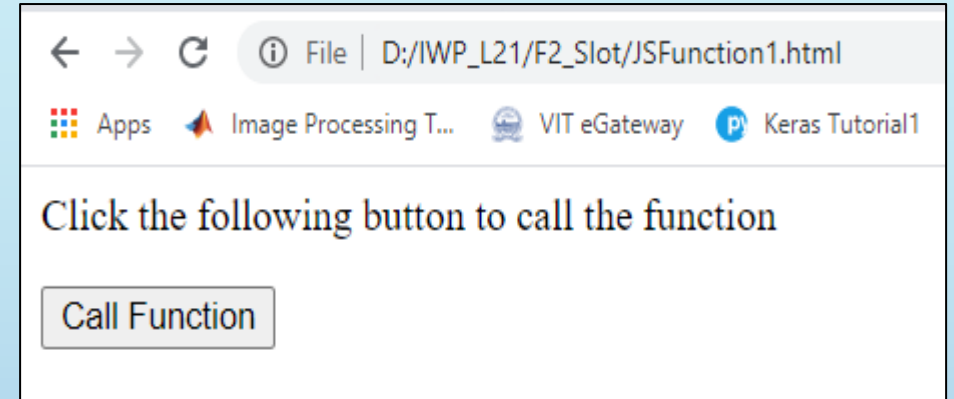 File | D:/IWP_L21/F2_Slot/JSFunction1.html
Apps Image Processing T... VIT eGateway py Keras Tutorial1
Click the following button to call the function
Call Function